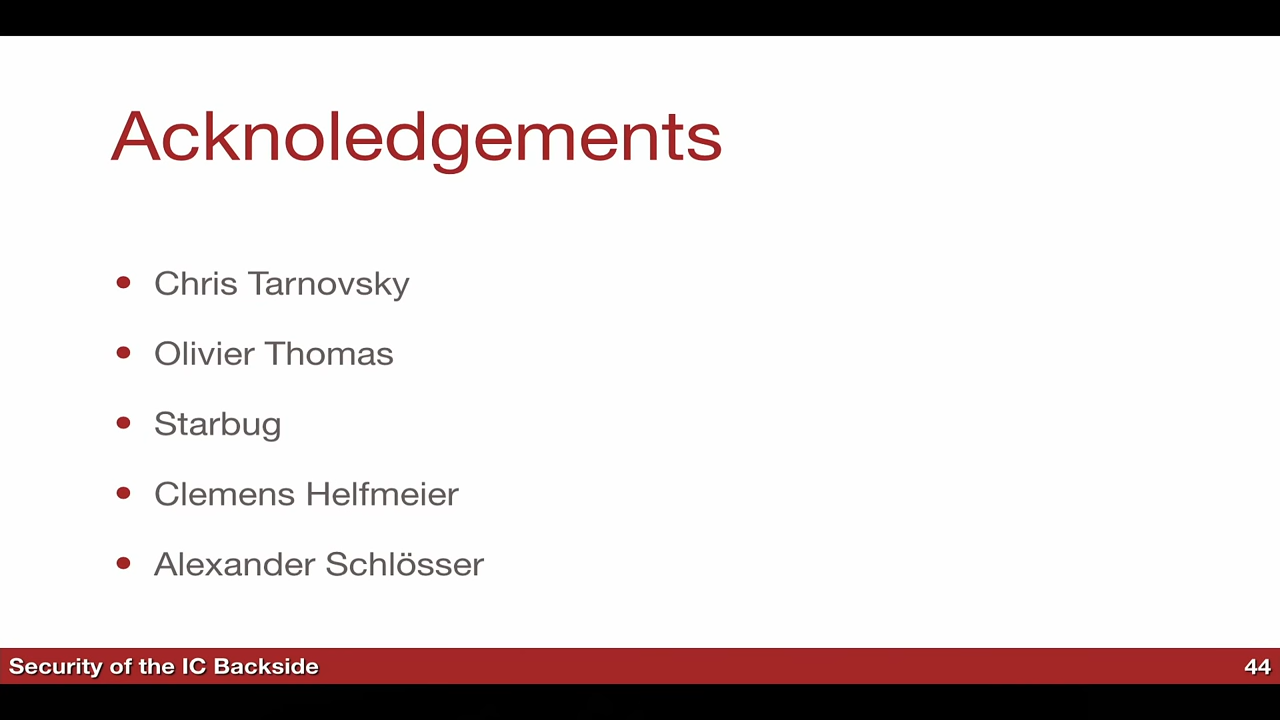 Acknoledgements
• Chris Tarnovsky
• Olivier Thomas
• Starbug
• Clemens Helfmeier
• Alexander Schlösser
Security of the IC Backside
44